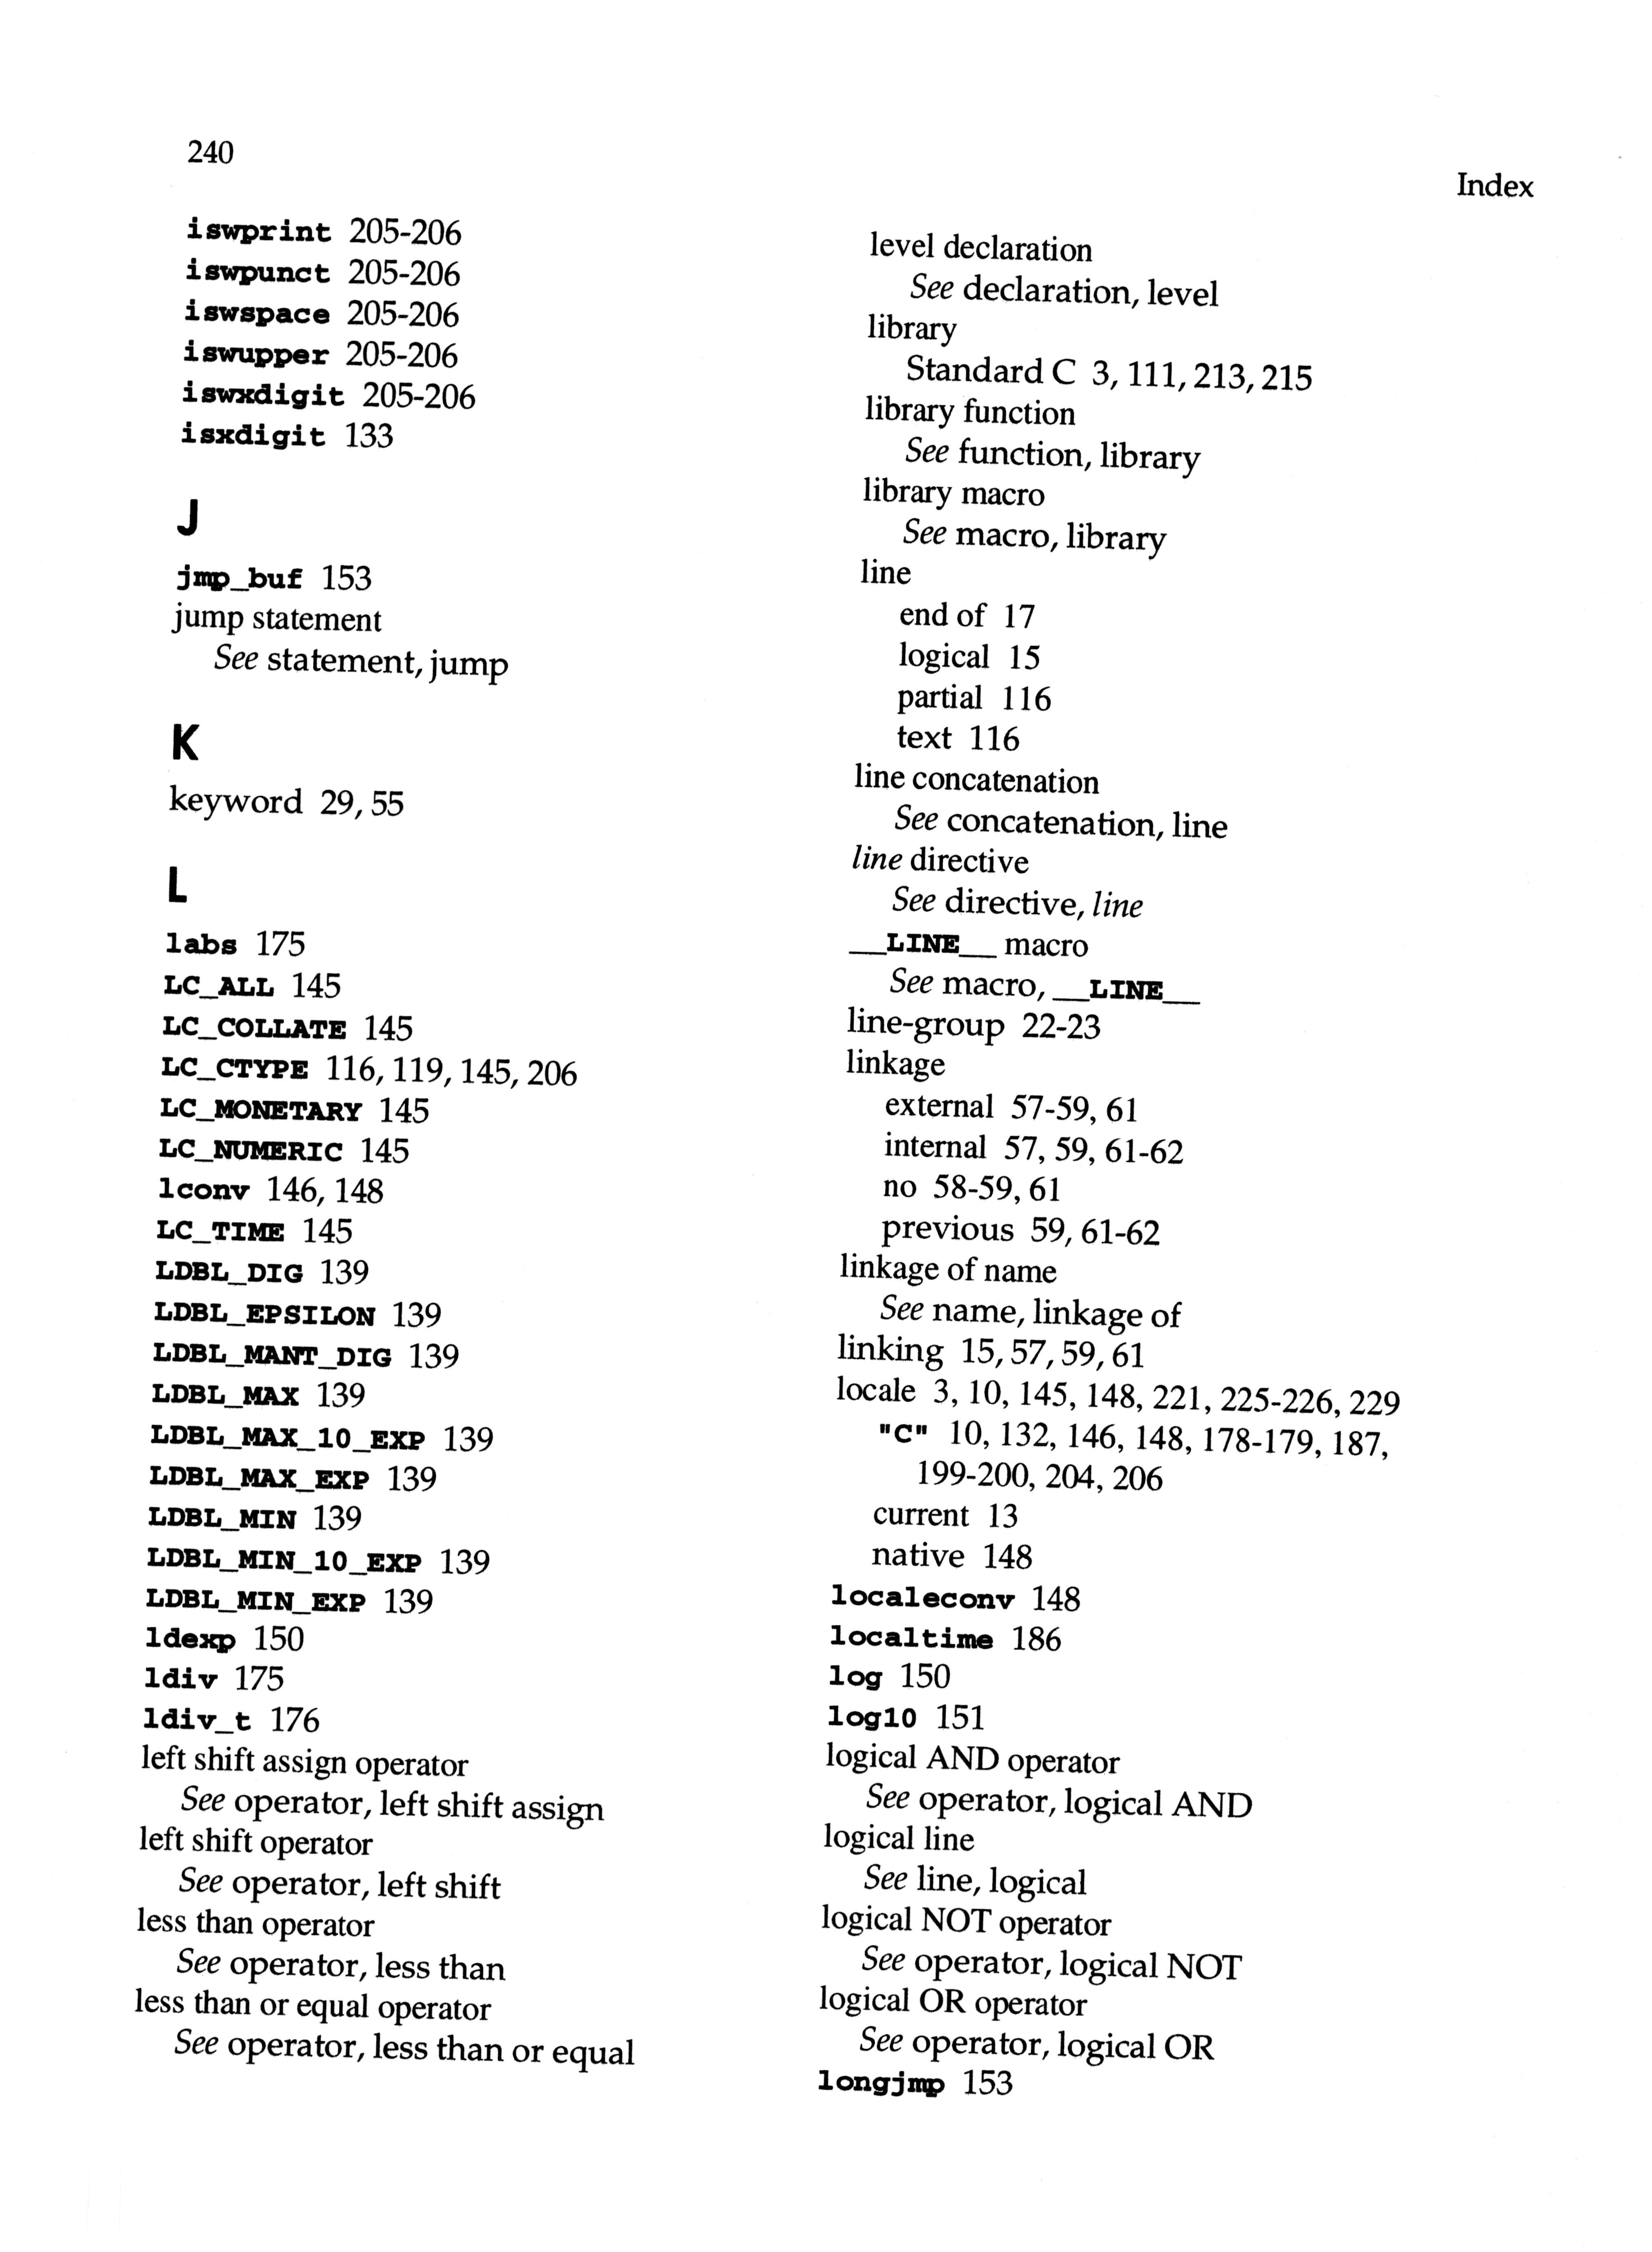 240
Index
iswprint 205-206
iswpunct 205-206
iswspace 205-206
iswupper 205-206
iswxdigit 205-206
isxdigit 133
J
jmp_buf 153
jump statement
See statement, jump
K
keyword 29, 55
L
labs 175
LC_ALL 145
LC_COLLATE 145
LC_CTYPE 116, 119, 145, 206
LC_MONETARY 145
LC_NUMERIC 145
lconv 146, 148
LC_TIME 145
LDBL_DIG 139
LDBL_EPSILON 139
LDBL_MANT_DIG 139
LDBL_MAX 139
LDBL_MAX_10_EXP 139
LDBL_MAX_EXP 139
LDBL_MIN 139
LDBL_MIN_10_EXP 139
LDBL_MIN_EXP 139
ldexp 150
ldiv 175
ldiv_t 176
left shift assign operator
See operator, left shift assign
left shift operator
See operator, left shift
less than operator
See operator, less than
less than or equal operator
See operator, less than or equal
level declaration
See declaration, level
library
Standard C 3, 111, 213, 215
library function
See function, library
library macro
See macro, library
line
end of 17
logical 15
partial 116
text 116
line concatenation
See concatenation, line
line directive
See directive, line
__LINE__ macro
See macro, __LINE__
line-group 22-23
linkage
external 57-59, 61
internal 57, 59, 61-62
no 58-59, 61
previous 59, 61-62
linkage of name
See name, linkage of
linking 15, 57, 59, 61
locale 3, 10, 145, 148, 221, 225-226, 229
"C" 10, 132, 146, 148, 178-179, 187,
199-200, 204, 206
current 13
native 148
localeconv 148
localtime 186
log 150
log10 151
logical AND operator
See operator, logical AND
logical line
See line, logical
logical NOT operator
See operator, logical NOT
logical OR operator
See operator, logical OR
longjmp 153